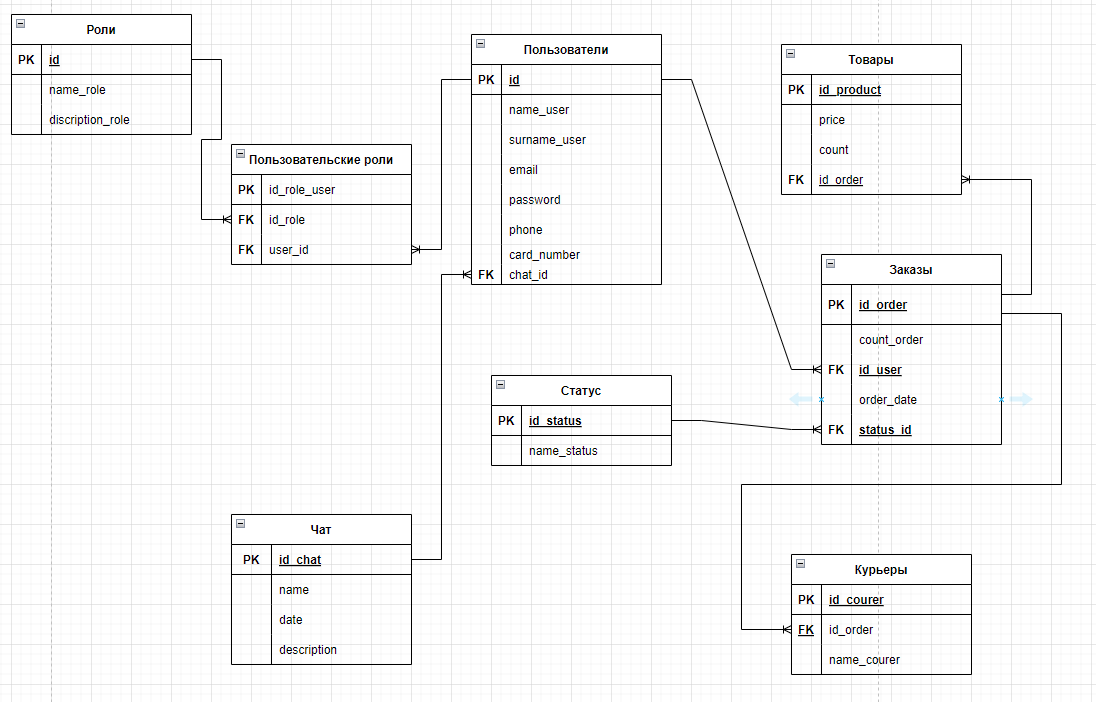 Роли
PK id
name_role
discription_role
Пользовательские роли
PK id_role_user
FK id_role
FK user_id
Пользователи
PK id
name_user
surname_user
email
password
phone
card_number
FK chat_id
Товары
PK id_product
price
count
FK id_order
Заказы
PK id_order
count_order
FK id_user
order_date
FK status_id
Статус
PK id_status
name_status
Чат
PK id_chat
name
date
description
Курьеры
PK id_courer
FK id_order
name_courer